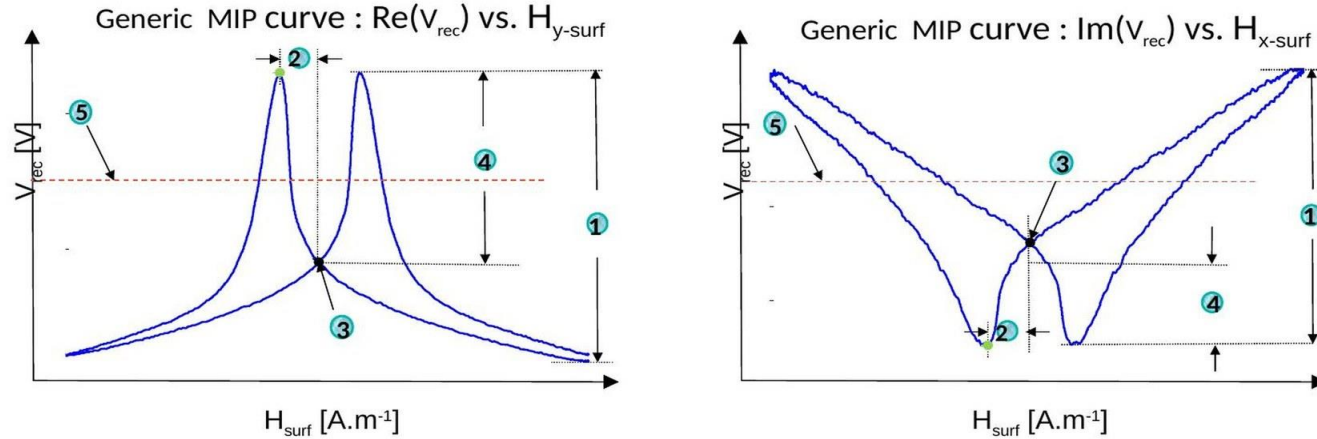 Generic MIP curve : Re(Vrec) vs. Hy-surf
2
5
4
1
3
Vrec [V]
Hsurf [A.m-1]
Generic MIP curve : Im(Vrec) vs. Hx-surf
5
3
1
4
2
Vrec [V]
Hsurf [A.m-1]